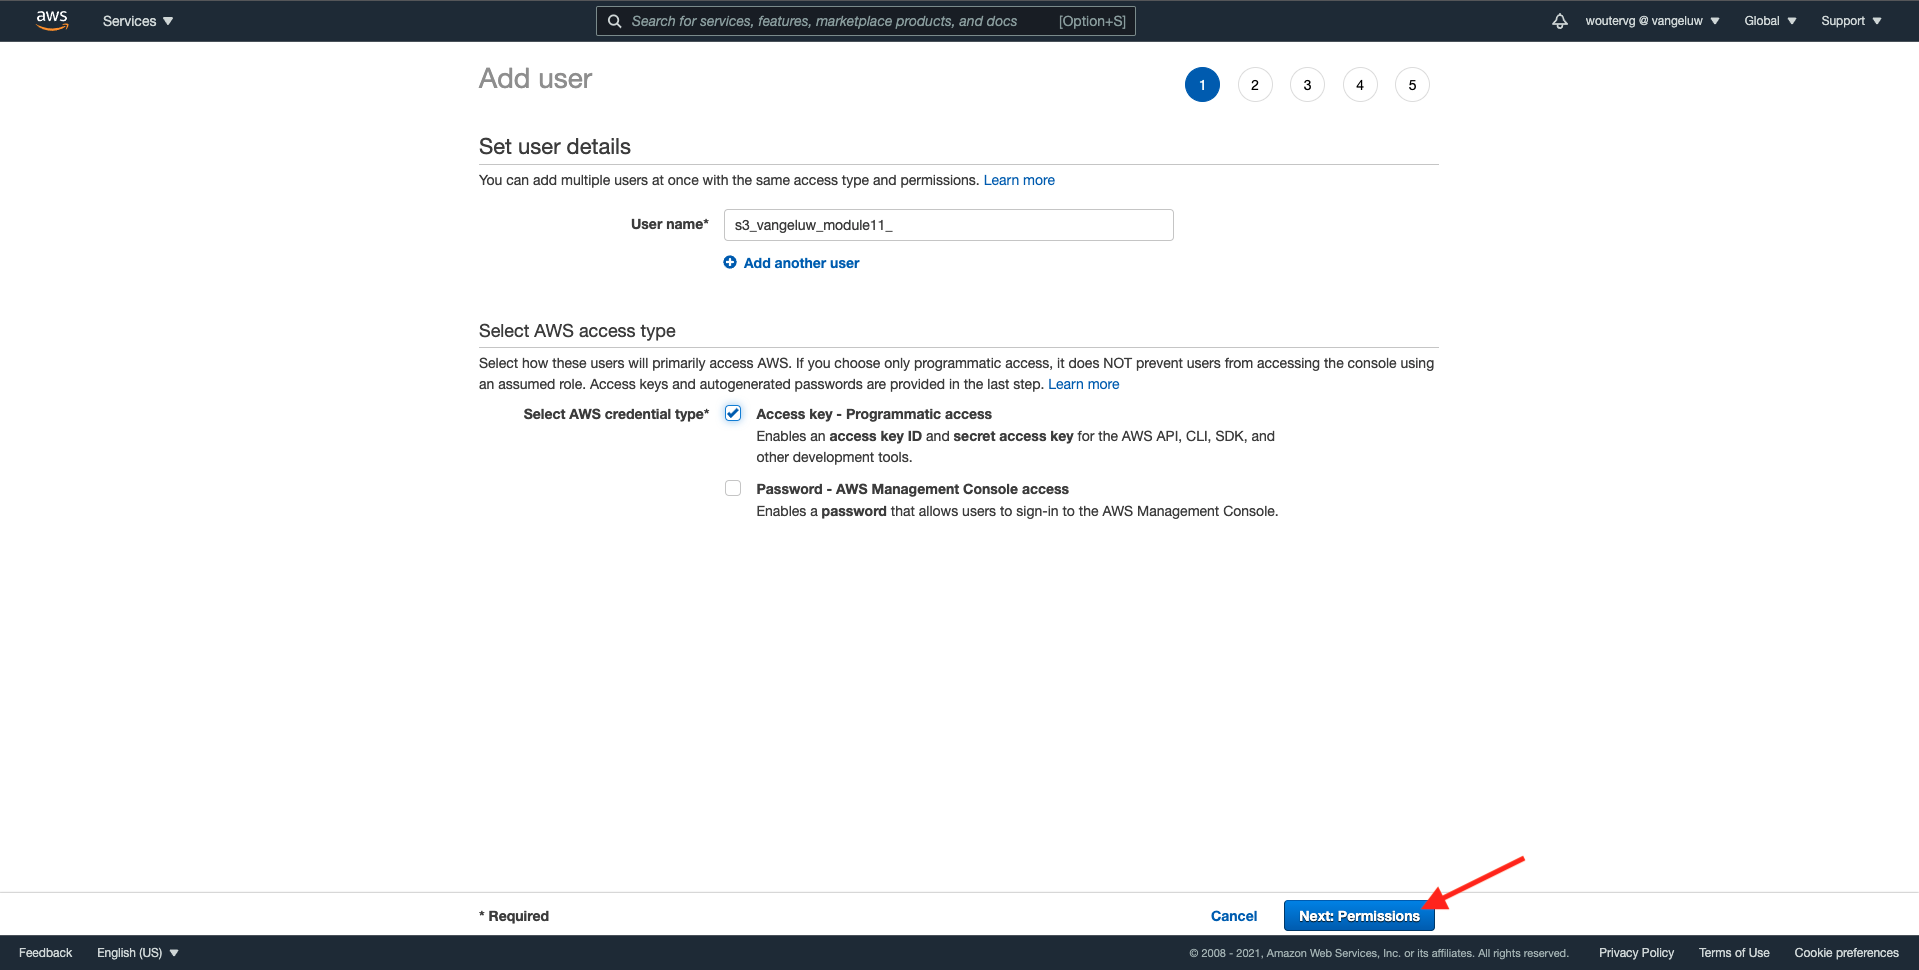 aws Services Search for services, features, marketplace products, and docs [Option+S] woutervg @ vangeluw Global Support
Add user 1 2 3 4 5
Set user details
You can add multiple users at once with the same access type and permissions. Learn more
User name* s3_vangeluw_module11_
Add another user
Select AWS access type
Select how these users will primarily access AWS. If you choose only programmatic access, it does NOT prevent users from accessing the console using
an assumed role. Access keys and autogenerated passwords are provided in the last step. Learn more
Select AWS credential type* Access key - Programmatic access
Enables an access key ID and secret access key for the AWS API, CLI, SDK, and
other development tools.
Password - AWS Management Console access
Enables a password that allows users to sign-in to the AWS Management Console.
* Required Cancel Next: Permissions
Feedback English (US) © 2008 - 2021, Amazon Web Services, Inc. or its affiliates. All rights reserved. Privacy Policy Terms of Use Cookie preferences